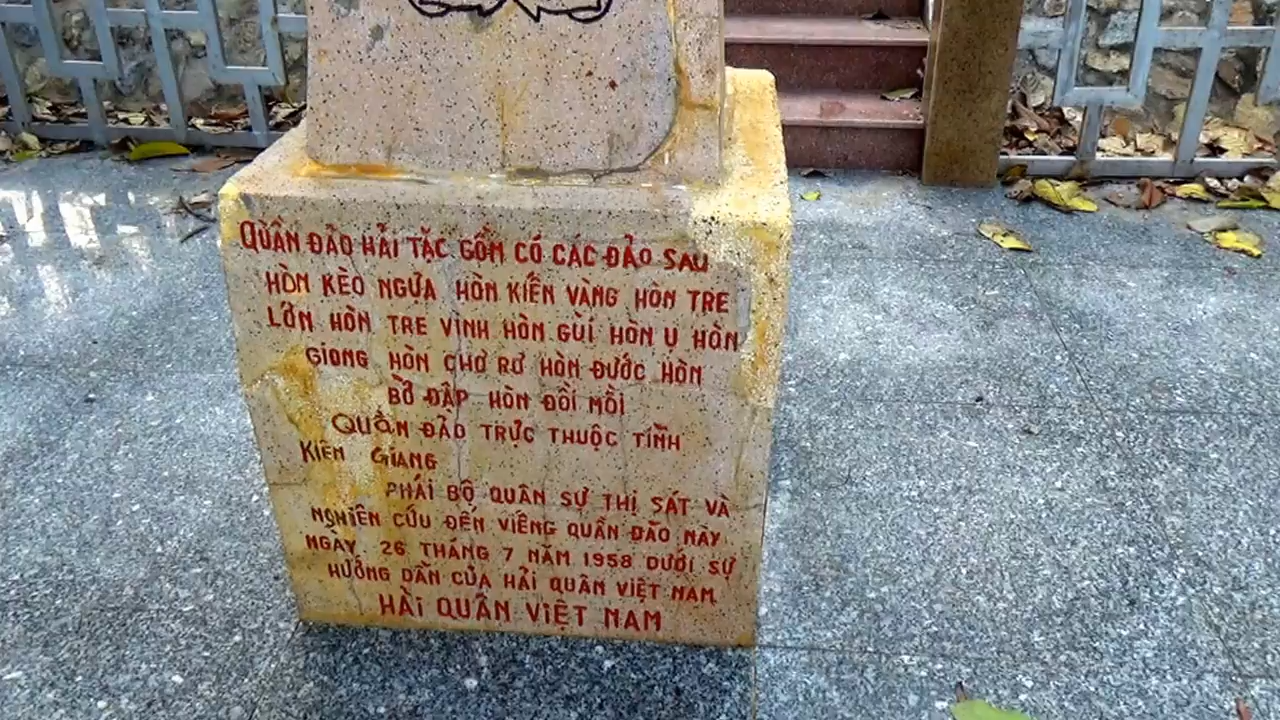 QUẦN ĐẢO HẢI TẶC GỒM CÓ CÁC ĐẢO SAU
HÒN KÈO NGỰA HÒN KIẾN VÀNG HÒN TRE
LỚN HÒN TRE VINH HÒN GÙI HÒN U HÒN
GIONG HÒN CHƠ RƠ HÒN ĐƯỚC HÒN
BỜ ĐẬP HÒN ĐỒI MỒI
QUẦN ĐẢO TRỰC THUỘC TỈNH
KIÊN GIANG
PHÁI BỘ QUÂN SỰ THỊ SÁT VÀ
NGHIÊN CỨU ĐẾN VIẾNG QUẦN ĐẢO NÀY
NGÀY 26 THÁNG 7 NĂM 1958 DƯỚI SỰ
HƯỚNG DẪN CỦA HẢI QUÂN VIỆT NAM
HẢI QUÂN VIỆT NAM